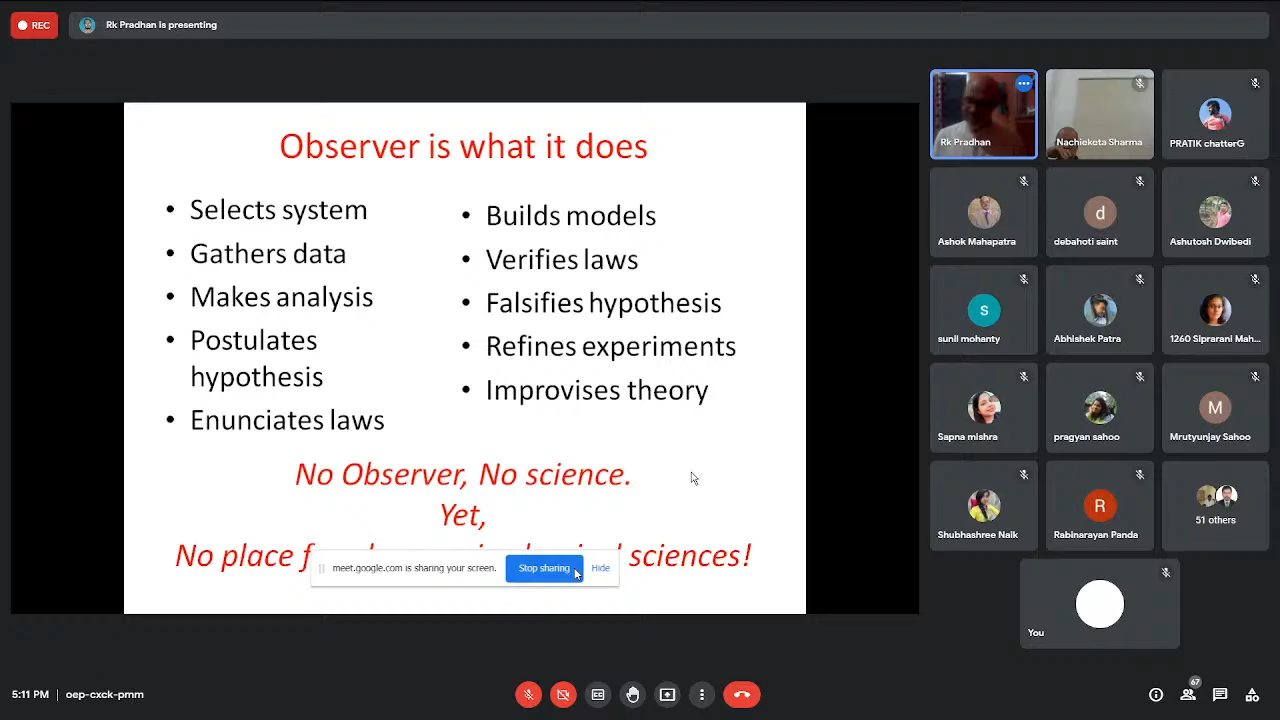 REC
Rk Pradhan is presenting
Observer is what it does
• Selects system
• Gathers data
• Makes analysis
• Postulates
hypothesis
• Enunciates laws
• Builds models
• Verifies laws
• Falsifies hypothesis
• Refines experiments
• Improvises theory
No Observer, No science.
Yet,
No place sciences!
meet.google.com is sharing your screen.
Stop sharing
Hide
Rk Pradhan
Nachieketa Sharma
PRATIK chatterG
Ashok Mahapatra
d
debahoti saint
Ashutosh Dwibedi
s
sunil mohanty
Abhishek Patra
1260 Siprarani Mah...
Sapna mishra
pragyan sahoo
M
Mrutyunjay Sahoo
Shubhashree Naik
R
Rabinarayan Panda
51 others
You
5:11 PM | oep-cxck-pmm
67